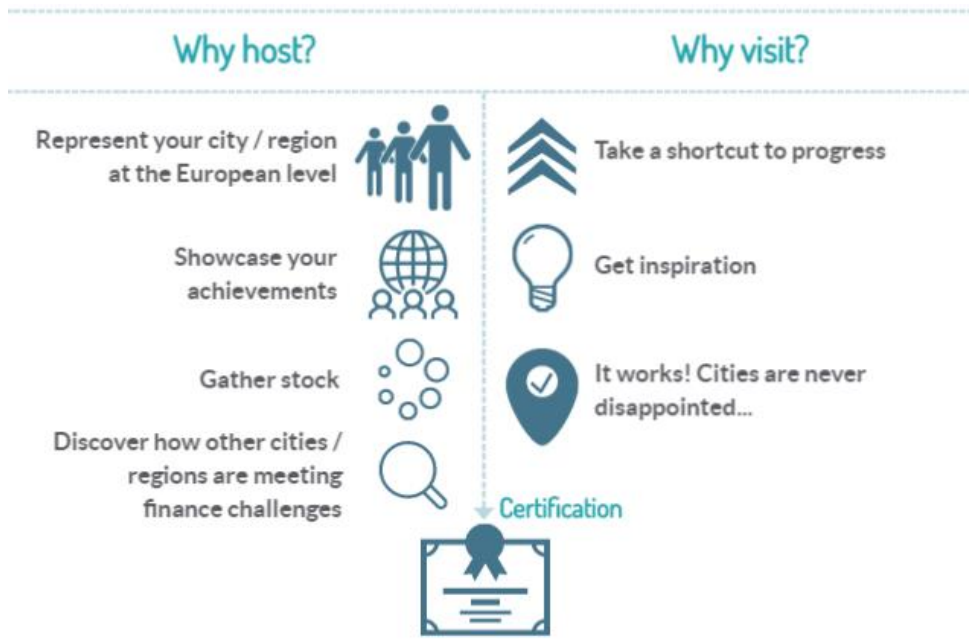 Why host?
Represent your city / region
at the European level
Showcase your
achievements
Gather stock
Discover how other cities /
regions are meeting
finance challenges
Why visit?
Take a shortcut to progress
Get inspiration
It works! Cities are never
disappointed...
Certification